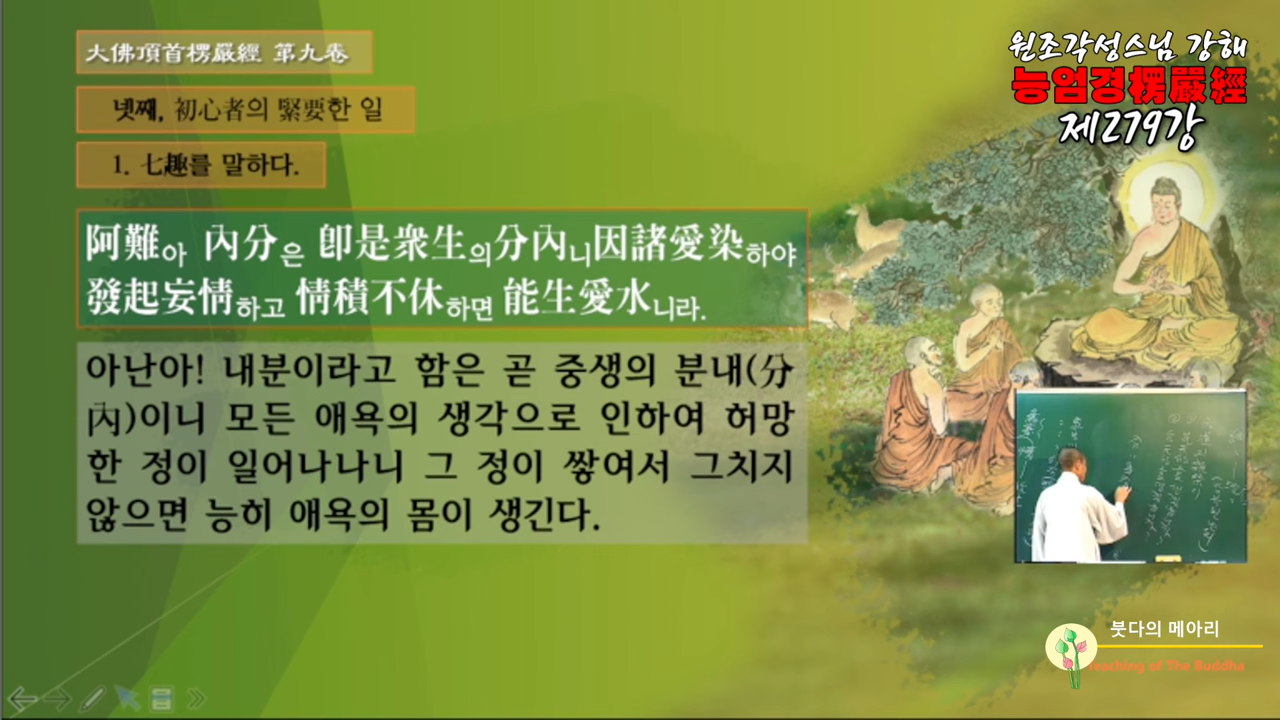 大佛頂首楞嚴經 第九卷
넷째, 初心者의 緊要한 일
1. 七趣를 말하다.
阿難아 內分은 卽是衆生의分內니因諸愛染하야
發起妄情하고 情積不休하면 能生愛水니라.
아난아! 내분이라고 함은 곧 중생의 분내(分
內)이니 모든 애욕의 생각으로 인하여 허망
한 정이 일어나나니 그 정이 쌓여서 그치지
않으면 능히 애욕의 몸이 생긴다.
원조각성스님 강해
능엄경楞嚴經
제279강
붓다의 메아리
Teaching of The Buddha